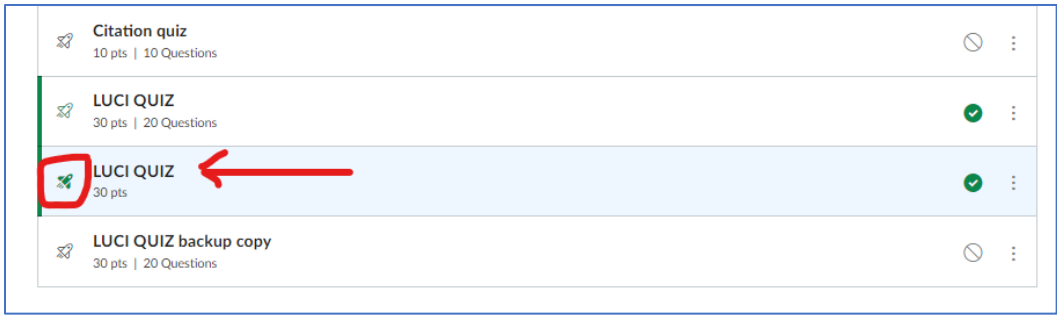 Citation quiz
10 pts | 10 Questions
LUCI QUIZ
30 pts | 20 Questions
LUCI QUIZ
30 pts
LUCI QUIZ backup copy
30 pts | 20 Questions